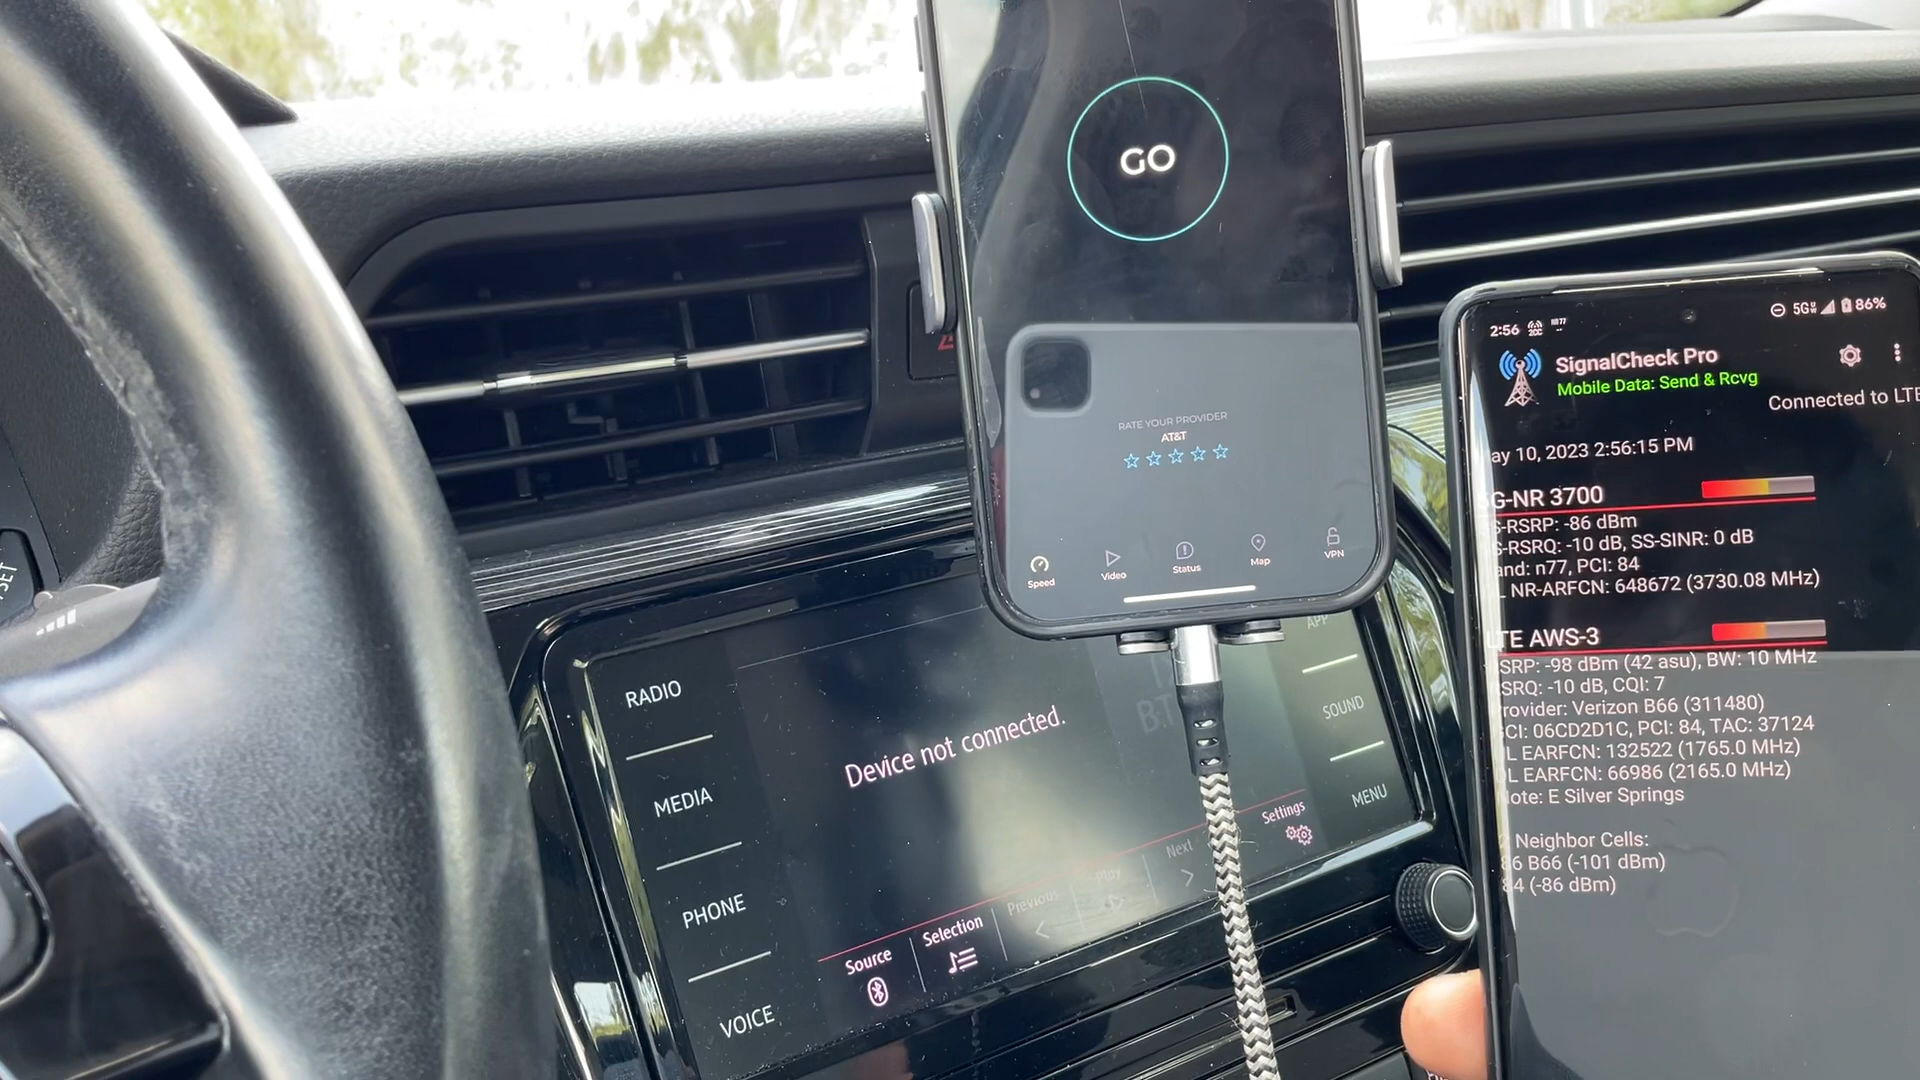 GO
RATE YOUR PROVIDER
AT&T
Speed
Video
Status
Map
VPN
2:56
86%
SignalCheck Pro
Mobile Data: Send & Rcvg
Connected to LTE
ay 10, 2023 2:56:15 PM
G-NR 3700
S-RSRP: -86 dBm
S-RSRQ: -10 dB, SS-SINR: 0 dB
and: n77, PCI: 84
L NR-ARFCN: 648672 (3730.08 MHz)
LTE AWS-3
SRP: -98 dBm (42 asu), BW: 10 MHz
SRQ: -10 dB, CQI: 7
rovider: Verizon B66 (311480)
CI: 06CD2D1C, PCI: 84, TAC: 37124
L EARFCN: 132522 (1765.0 MHz)
L EARFCN: 66986 (2165.0 MHz)
ote: E Silver Springs
Neighbor Cells:
6 B66 (-101 dBm)
84 (-86 dBm)
RADIO
MEDIA
PHONE
VOICE
Device not connected.
Source
Selection
Previous
Play
Next
Settings
APP
SOUND
MENU